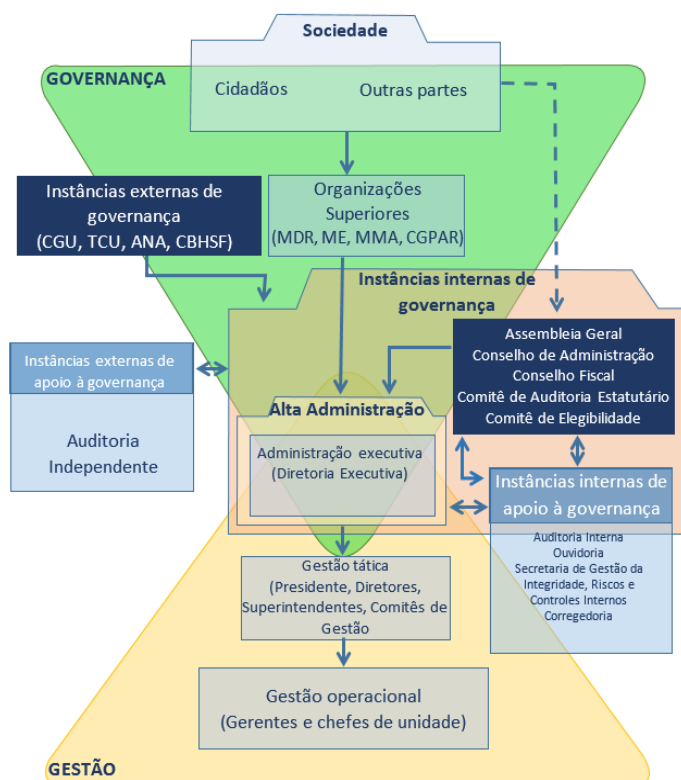 Sociedade
GOVERNANÇA
Cidadãos
Outras partes
Instâncias externas de
governança
(CGU, TCU, ANA, CBHSF)
Organizações
Superiores
(MDR, ME, MMA, CGPAR)
Instâncias internas de
governança
Assembleia Geral
Conselho de Administração
Conselho Fiscal
Comitê de Auditoria Estatutário
Comitê de Elegibilidade
Instâncias externas de
apoio à governança
Auditoria
Independente
Alta Administração
Administração executiva
(Diretoria Executiva)
Instâncias internas de
apoio à governança
Auditoria Interna
Ouvidoria
Secretaria de Gestão da
Integridade, Riscos e
Controles Internos
Corregedoria
Gestão tática
(Presidente, Diretores,
Superintendentes, Comitês de
Gestão
Gestão operacional
(Gerentes e chefes de unidade)
GESTÃO